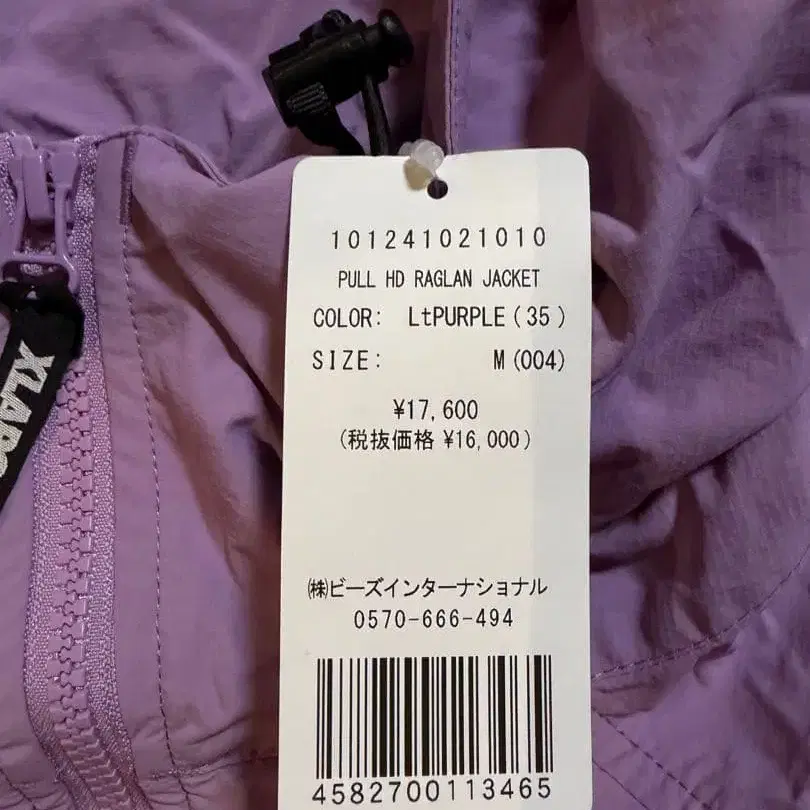 101241021010
PULL HD RAGLAN JACKET
COLOR: LtPURPLE(35)
SIZE: M(004)
¥17,600
(税抜価格 ¥16,000)
㈱ビーズインターナショナル
0570-666-494
4582700113465
XLARG